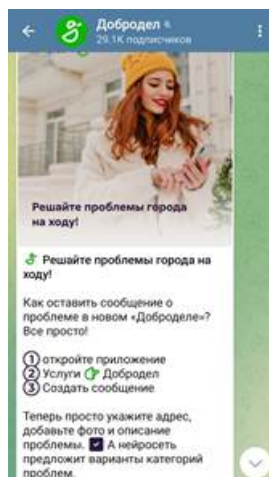 Добродел
29.1K подписчиков
Решайте проблемы города
на ходу!
Решайте проблемы города на
ходу!
Как оставить сообщение о
проблеме в новом «Доброделе»?
Все просто!
1 откройте приложение
2 Услуги 👉 Добродел
3 Создать сообщение
Теперь просто укажите адрес,
добавьте фото и описание
проблемы. ✅ А нейросеть
предложит варианты категорий
проблем.